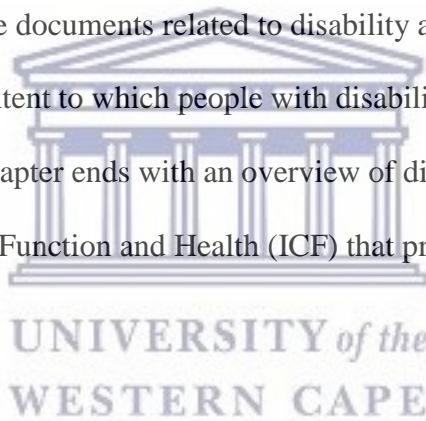 e documents related to disability a
tent to which people with disabili
apter ends with an overview of di
Function and Health (ICF) that pr
UNIVERSITY of the
WESTERN CAPE